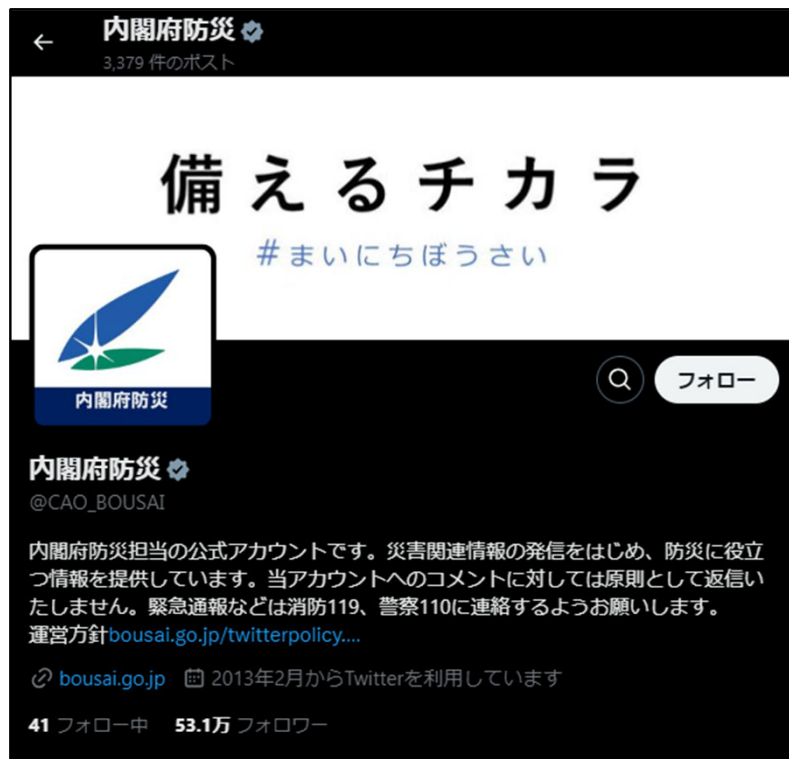 内閣府防災
3,379 件のポスト
備えるチカラ
#まいにちぼうさい
内閣府防災
フォロー
内閣府防災
@CAO_BOUSAI
内閣府防災担当の公式アカウントです。災害関連情報の発信をはじめ、防災に役立
つ情報を提供しています。当アカウントへのコメントに対しては原則として返信い
たしません。緊急通報などは消防119、警察110に連絡するようお願いします。
運営方針bousai.go.jp/twitterpolicy....
bousai.go.jp 2013年2月からTwitterを利用しています
41 フォロー中 53.1万 フォロワー